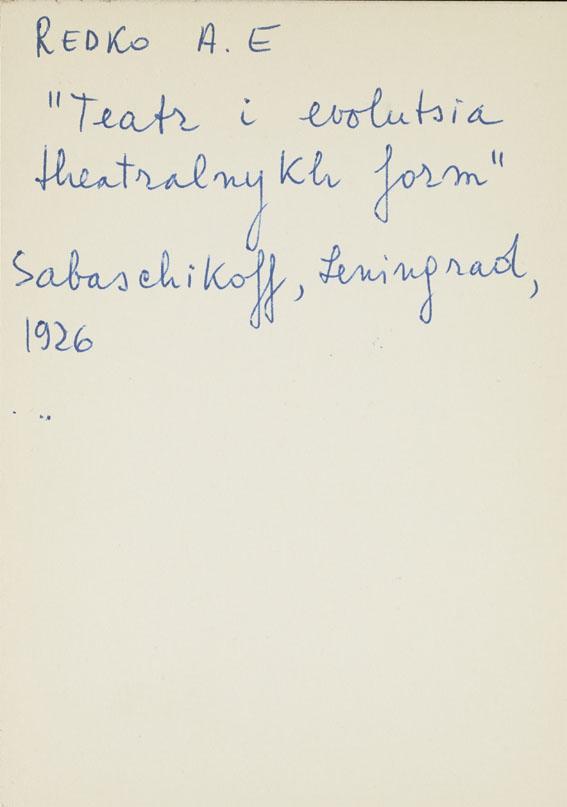 REDKO A. E
"Teatr i evolutsia
theatralnykh form"
Sabaschikoff, Leningrad,
1926